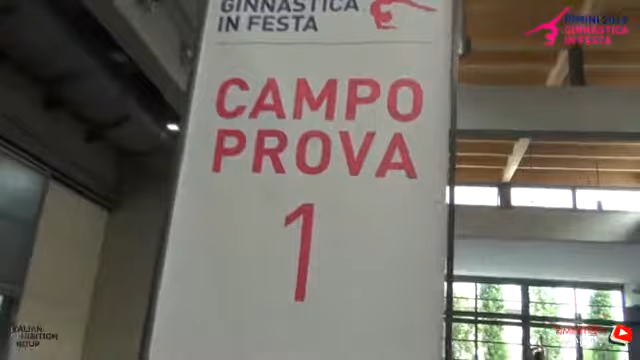 GINNASTICA
IN FESTA
CAMPO
PROVA
1
GINNASTICA
IN FESTA